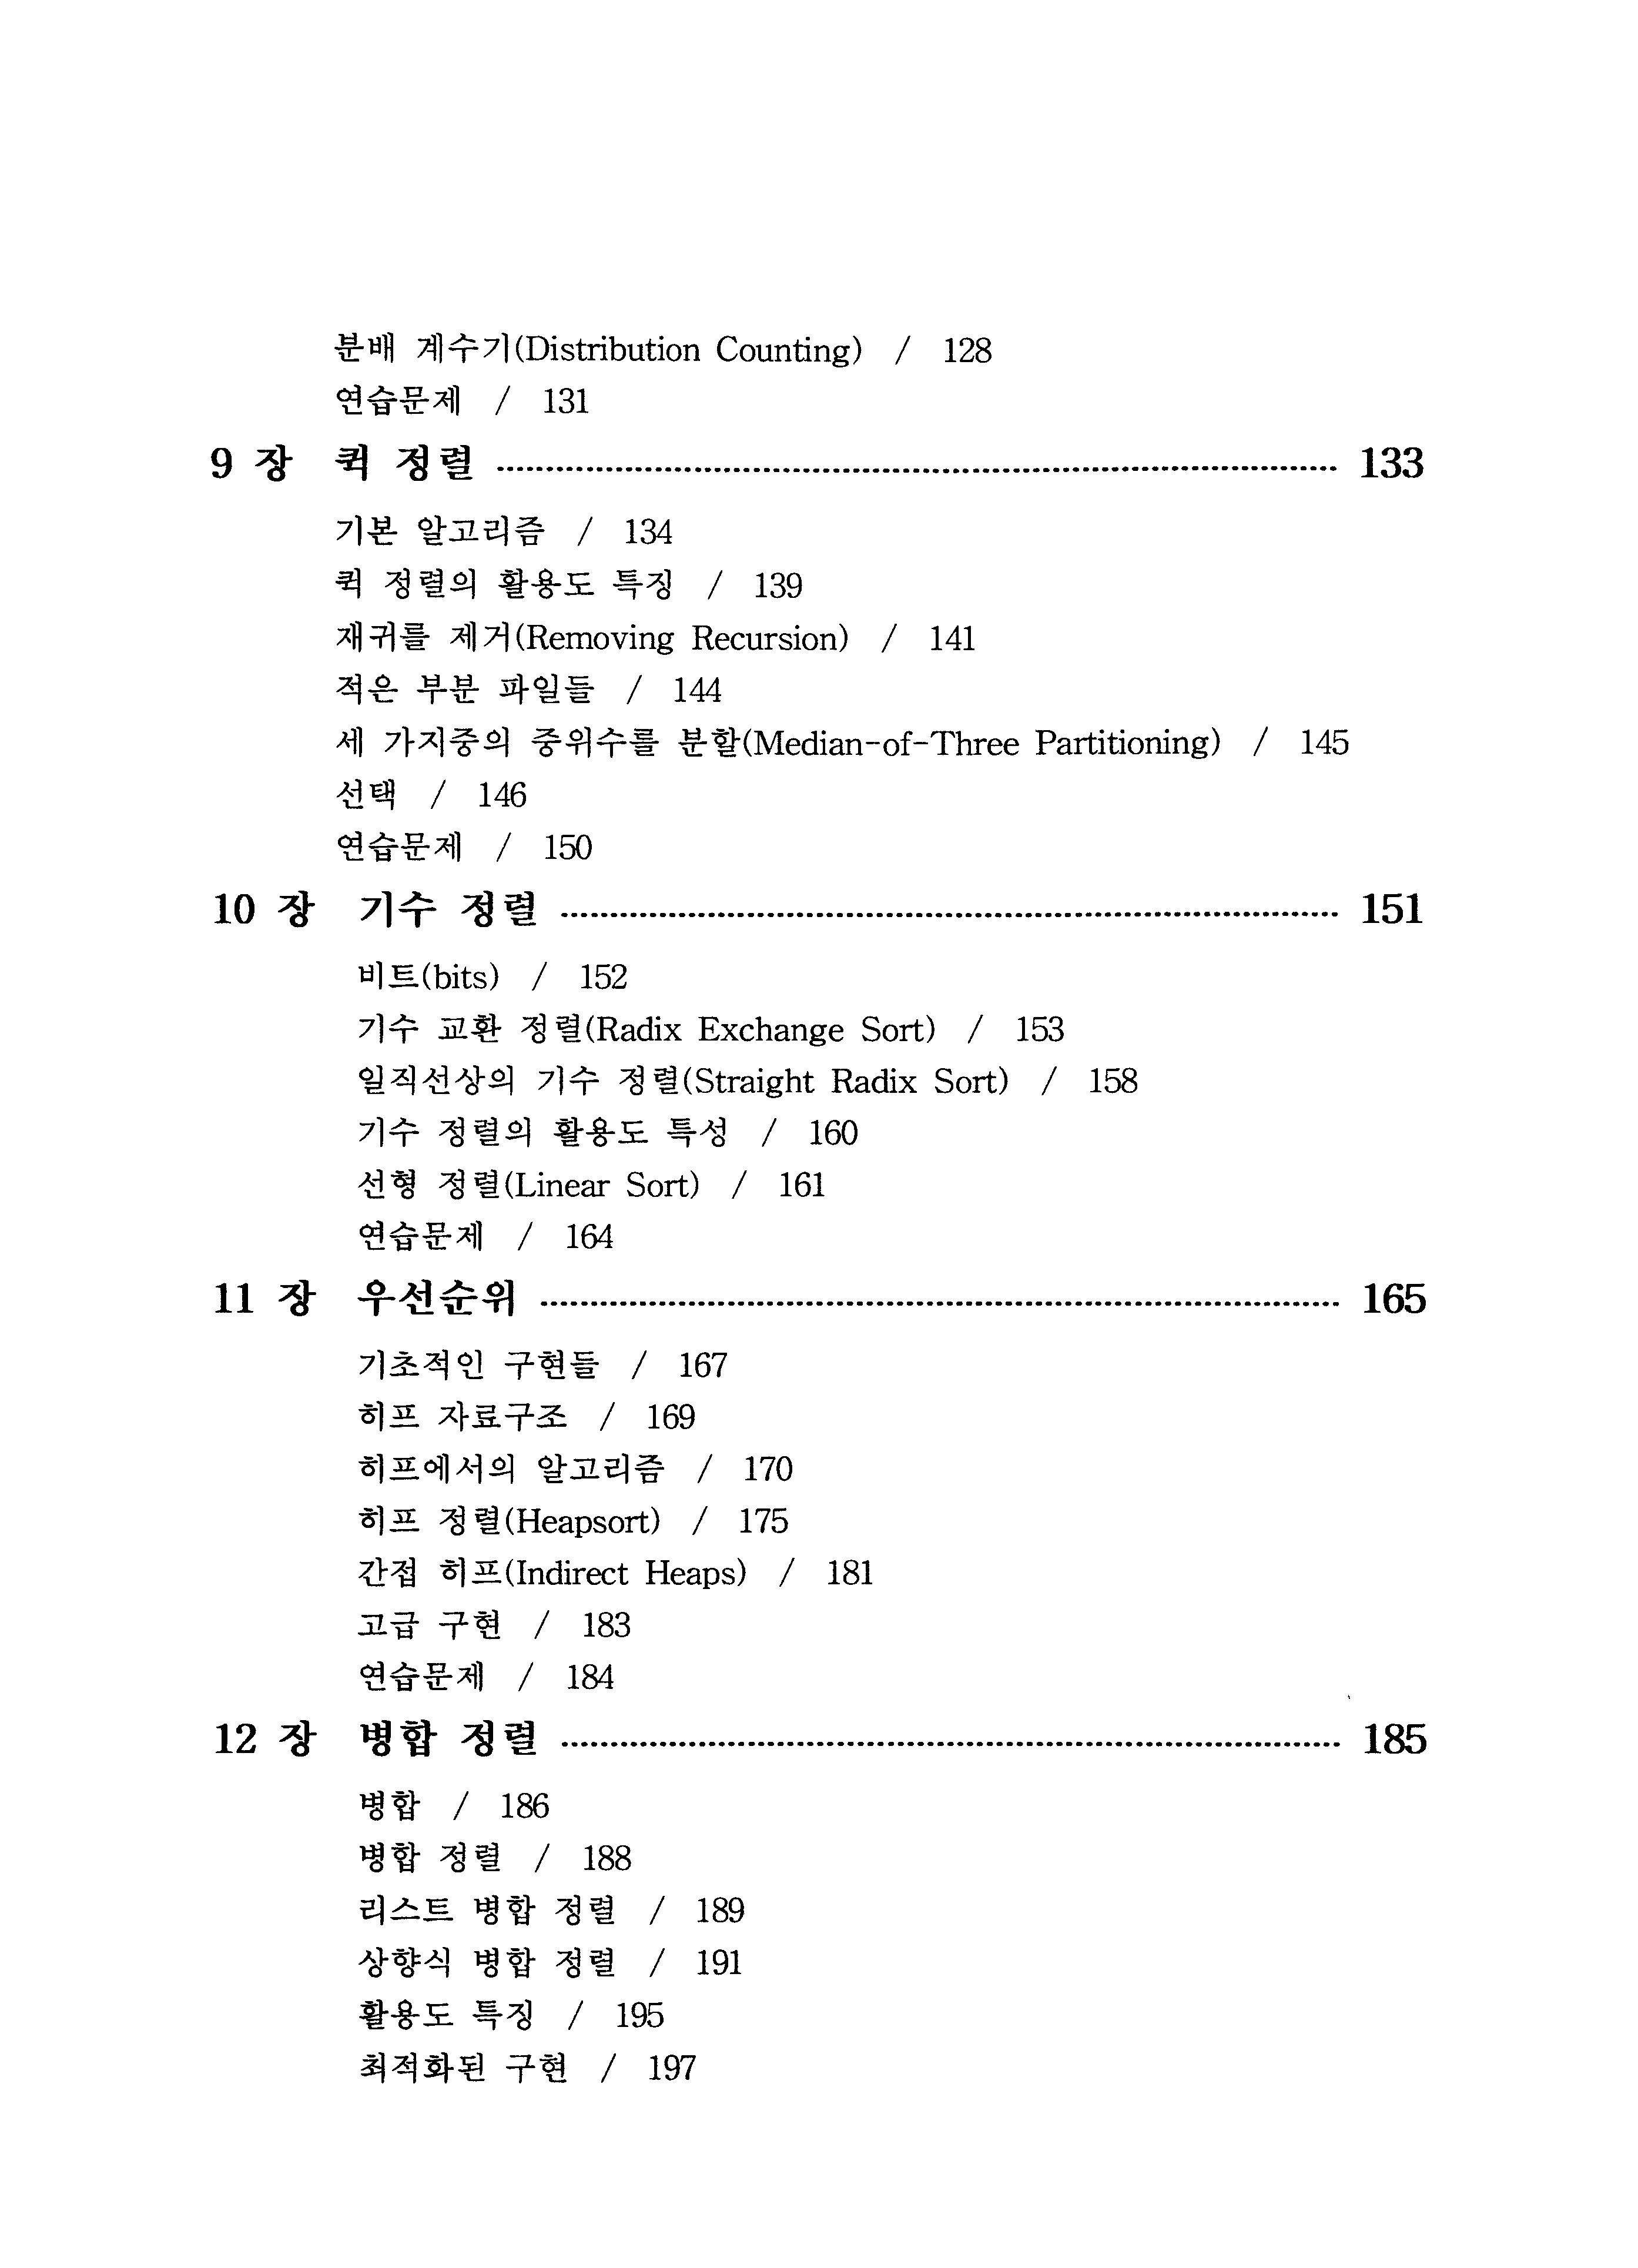 분배 계수기(Distribution Counting) / 128
연습문제 / 131
9 장 퀵 정렬 ........ 133
기본 알고리즘 / 134
퀵 정렬의 활용도 특징 / 139
재귀를 제거(Removing Recursion) / 141
적은 부분 파일들 / 144
세 가지중의 중위수를 분할(Median-of-Three Partitioning) / 145
선택 / 146
연습문제 / 150
10 장 기수 정렬 ........ 151
비트(bits) / 152
기수 교환 정렬(Radix Exchange Sort) / 153
일직선상의 기수 정렬(Straight Radix Sort) / 158
기수 정렬의 활용도 특성 / 160
선형 정렬(Linear Sort) / 161
연습문제 / 164
11 장 우선순위 ........ 165
기초적인 구현들 / 167
히프 자료구조 / 169
히프에서의 알고리즘 / 170
히프 정렬(Heapsort) / 175
간접 히프(Indirect Heaps) / 181
고급 구현 / 183
연습문제 / 184
12 장 병합 정렬 ........ 185
병합 / 186
병합 정렬 / 188
리스트 병합 정렬 / 189
상향식 병합 정렬 / 191
활용도 특징 / 195
최적화된 구현 / 197